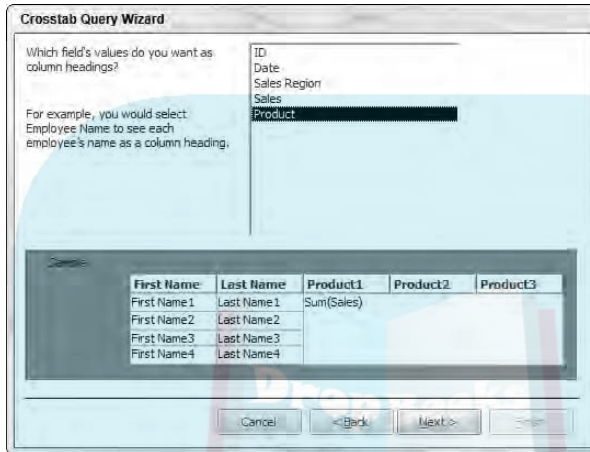 Crosstab Query Wizard
Which field's values do you want as
column headings?
For example, you would select
Employee Name to see each
employee's name as a column heading.
ID
Date
Sales Region
Sales
Product
Sample:
First Name Last Name Product1 Product2 Product3
First Name1 Last Name1 Sum(Sales)
First Name2 Last Name2
First Name3 Last Name3
First Name4 Last Name4
Cancel < Back Next > Finish